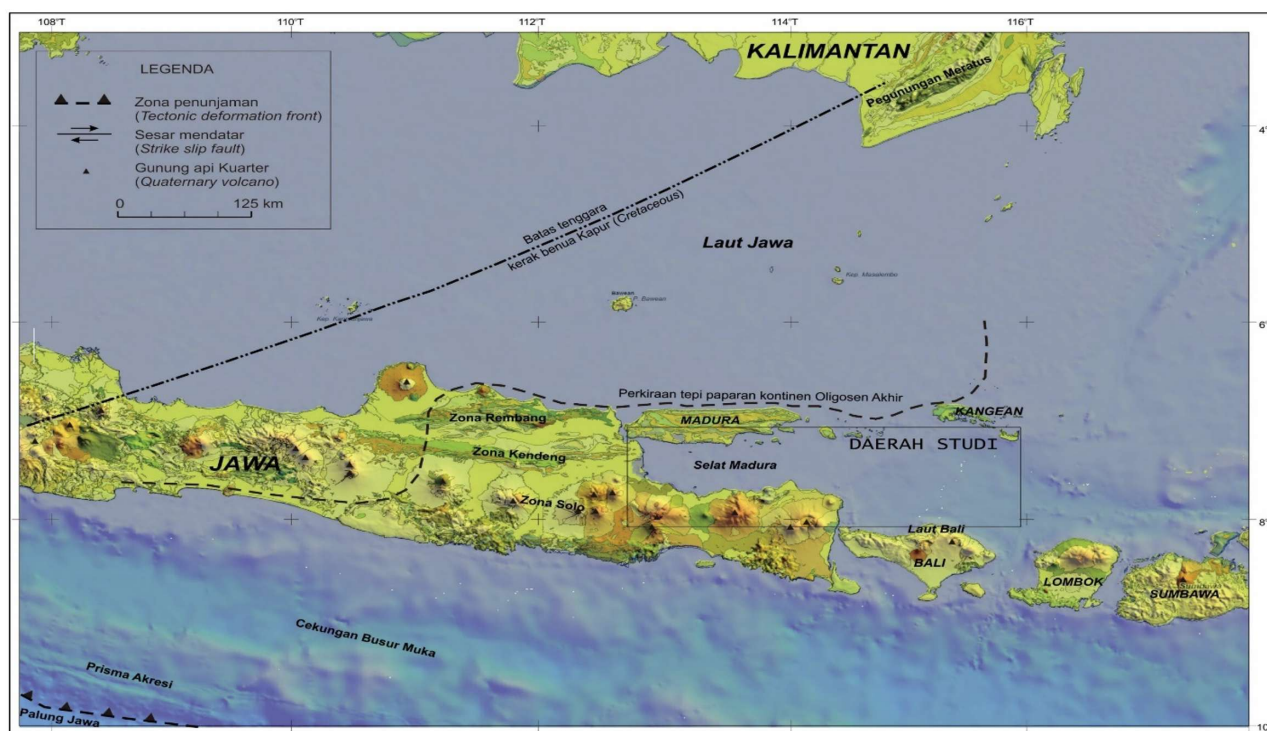 108°T 110°T 112°T 114°T 116°T
LEGENDA
Zona penunjaman
(Tectonic deformation front)
Sesar mendatar
(Strike slip fault)
Gunung api Kuarter
(Quaternary volcano)
0 125 km
KALIMANTAN
Pegunungan Meratus
4°
Batas tenggara
kerak benua Kapur (Cretaceous)
Laut Jawa
Kep. Masalembo
P. Bawean
6°
Perkiraan tepi paparan kontinen Oligosen Akhir
Zona Rembang
MADURA
KANGEAN
DAERAH STUDI
Zona Kendeng
JAWA
Selat Madura
Zona Solo
8°
Laut Bali
BALI
LOMBOK
SUMBAWA
Cekungan Busur Muka
Prisma Akresi
Palung Jawa
10